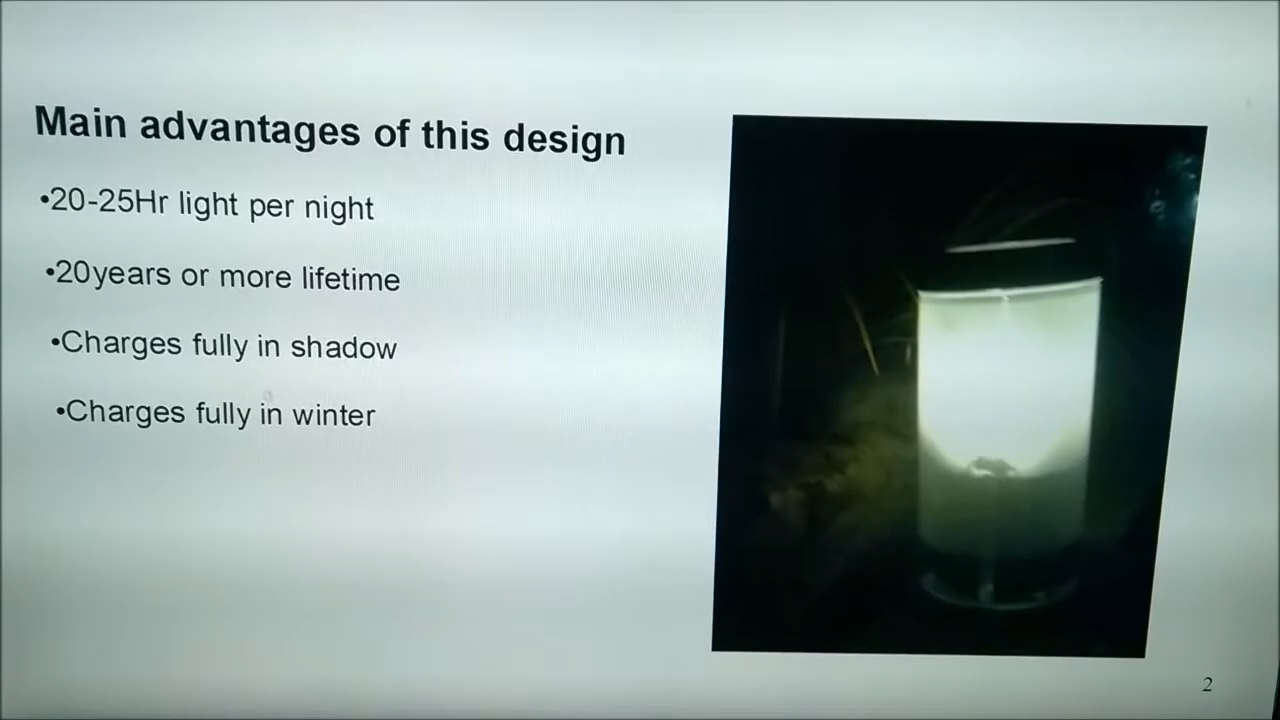 Main advantages of this design
•20-25Hr light per night
•20years or more lifetime
•Charges fully in shadow
•Charges fully in winter
2